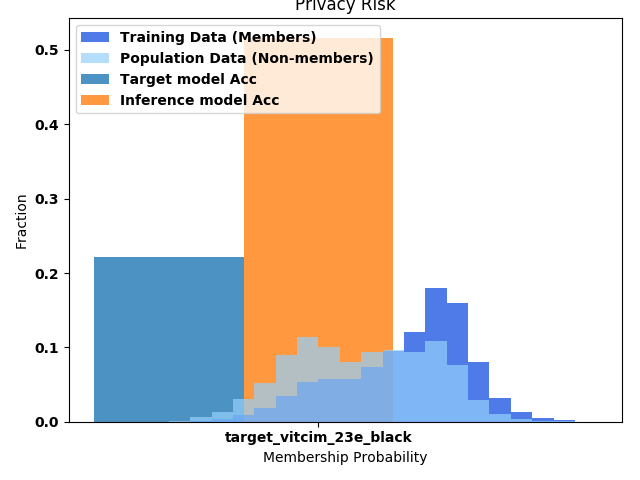 Privacy Risk
Training Data (Members)
Population Data (Non-members)
Target model Acc
Inference model Acc
0.5
0.4
0.3
0.2
0.1
0.0
Fraction
target_vitcim_23e_black
Membership Probability